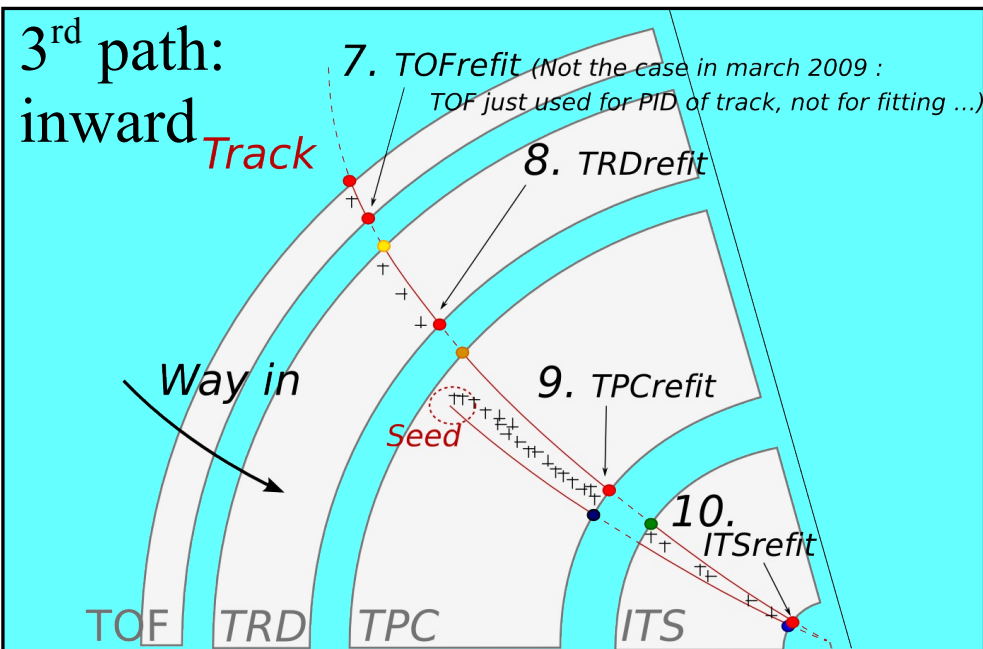 3rd path:
inward
7. TOFrefit (Not the case in march 2009 :
TOF just used for PID of track, not for fitting ...)
Track
8. TRDrefit
Way in
9. TPCrefit
Seed
10.
ITSrefit
TOF TRD TPC ITS